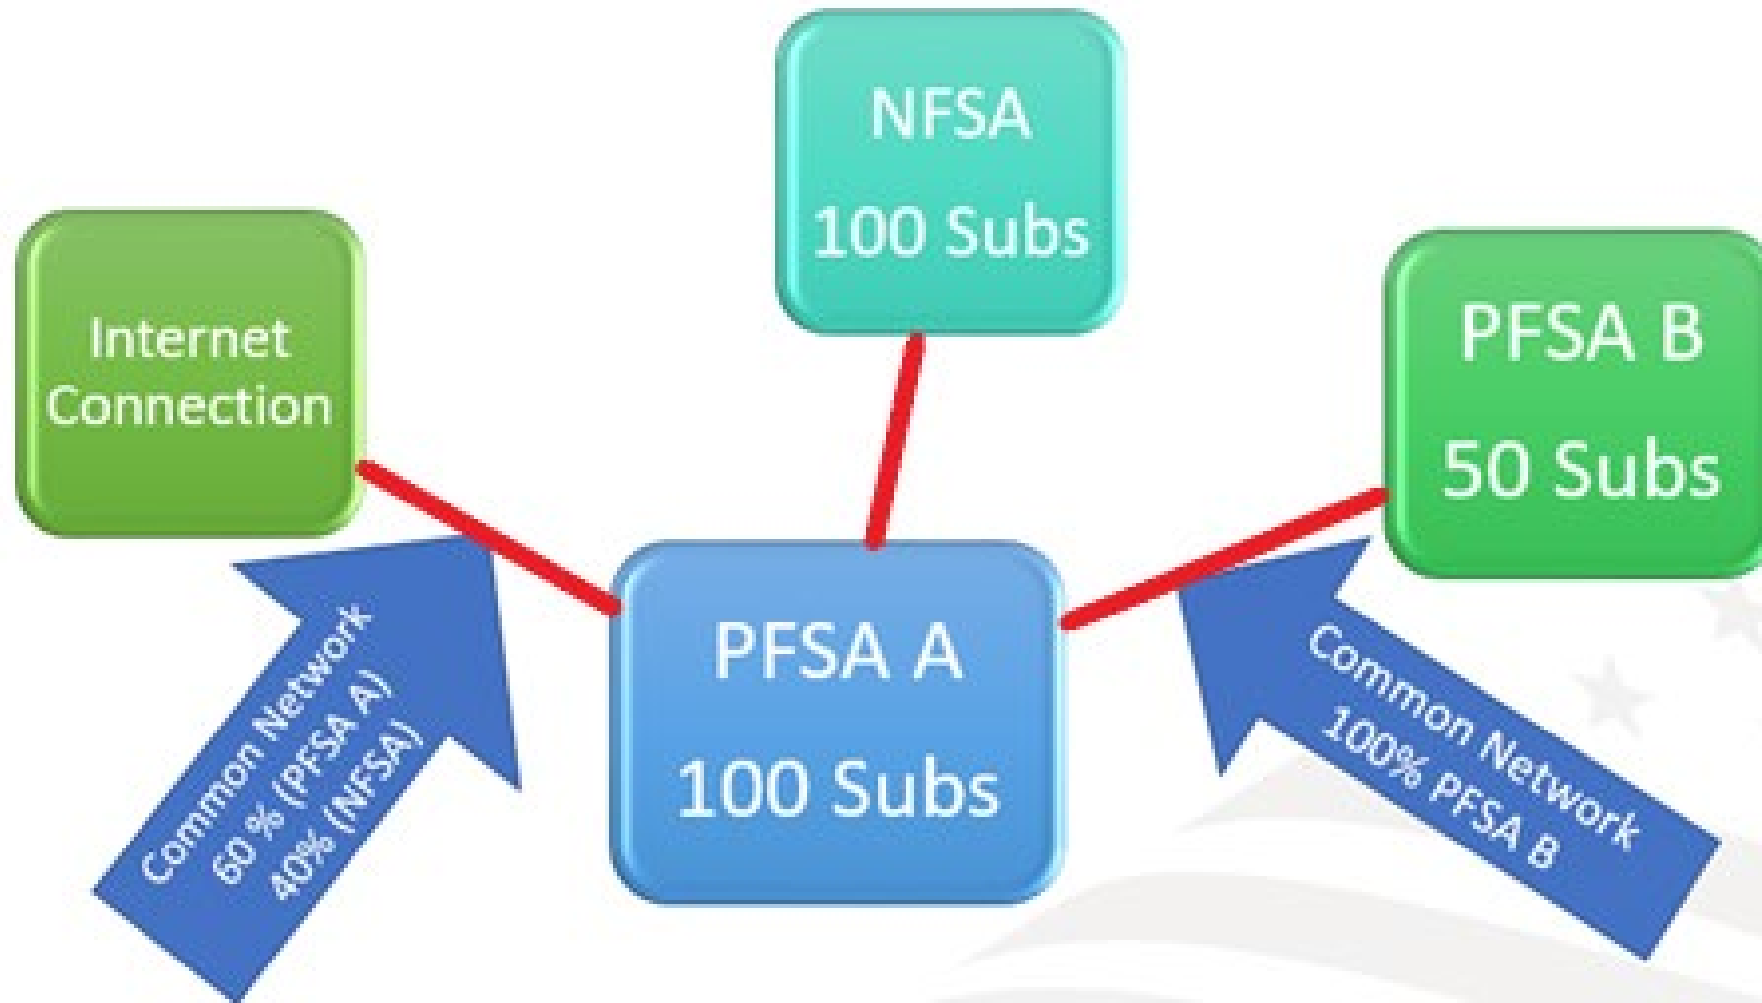 NFSA
100 Subs
Internet
Connection
PFSA B
50 Subs
PFSA A
100 Subs
Common Network
60 % (PFSA A)
40% (NFSA)
Common Network
100% PFSA B